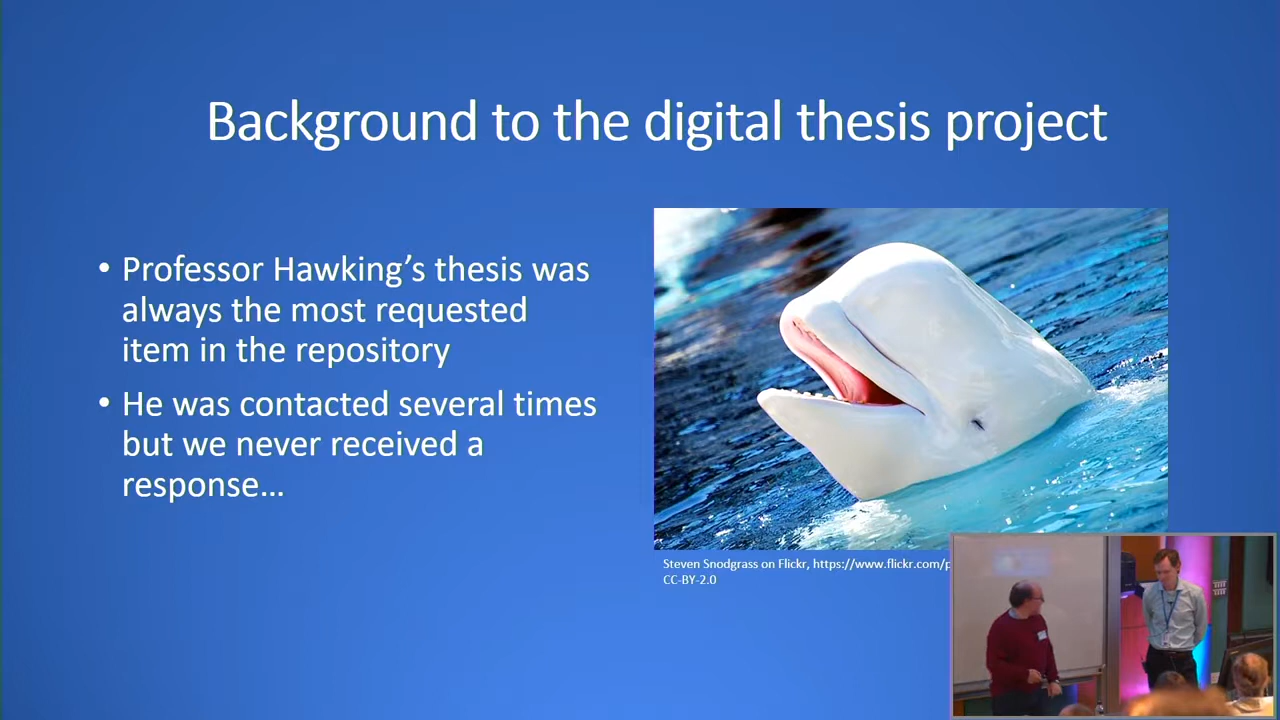 Background to the digital thesis project
• Professor Hawking’s thesis was
always the most requested
item in the repository
• He was contacted several times
but we never received a
response…
Steven Snodgrass on Flickr, https://www.flickr.com/p
CC-BY-2.0